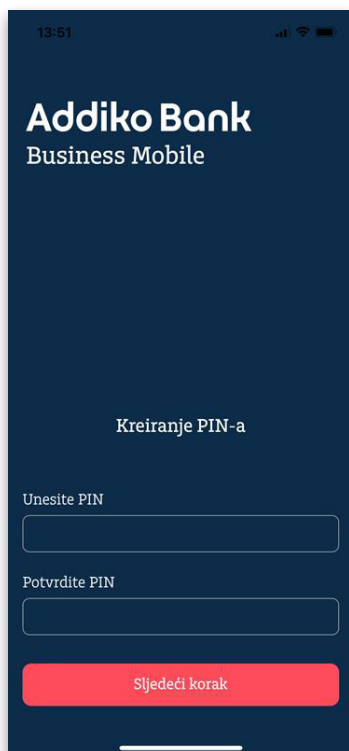 13:51
Addiko Bank
Business Mobile
Kreiranje PIN-a
Unesite PIN
Potvrdite PIN
Sljedeći korak